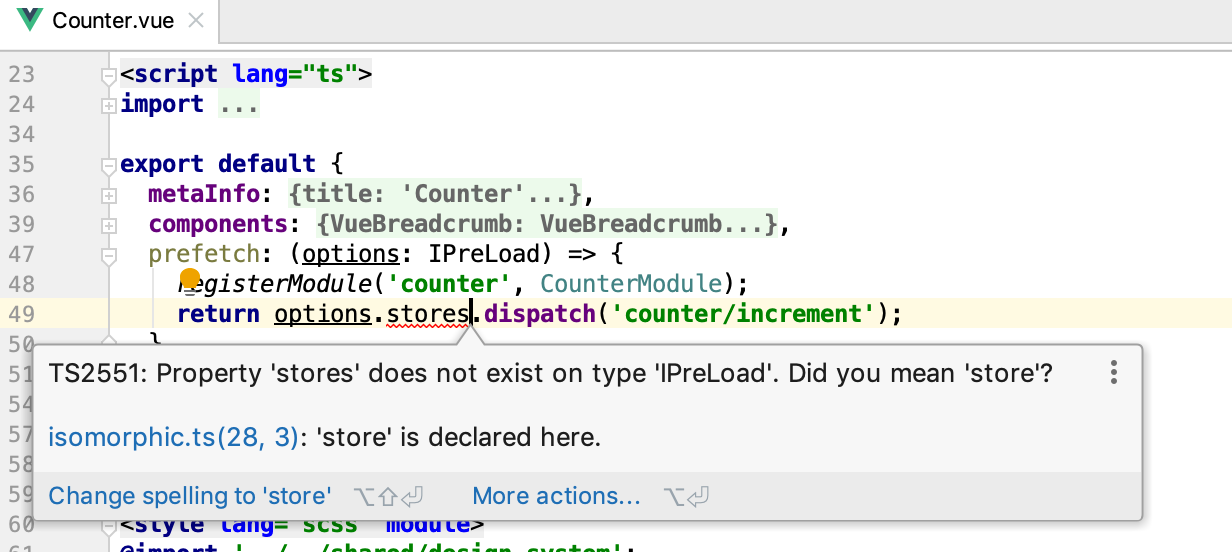 Counter.vue
23 <script lang="ts">
24 import ...
34
35 export default {
36 metaInfo: {title: 'Counter'...},
39 components: {VueBreadcrumb: VueBreadcrumb...},
47 prefetch: (options: IPreLoad) => {
48 registerModule('counter', CounterModule);
49 return options.stores.dispatch('counter/increment');
50 }
51
TS2551: Property 'stores' does not exist on type 'IPreLoad'. Did you mean 'store'?
54
57 isomorphic.ts(28, 3): 'store' is declared here.
58
59 Change spelling to 'store' ⌥⇧⏎ More actions... ⌥⏎
60 <style lang="scss" module>
61 @import '../../shared/design-system';